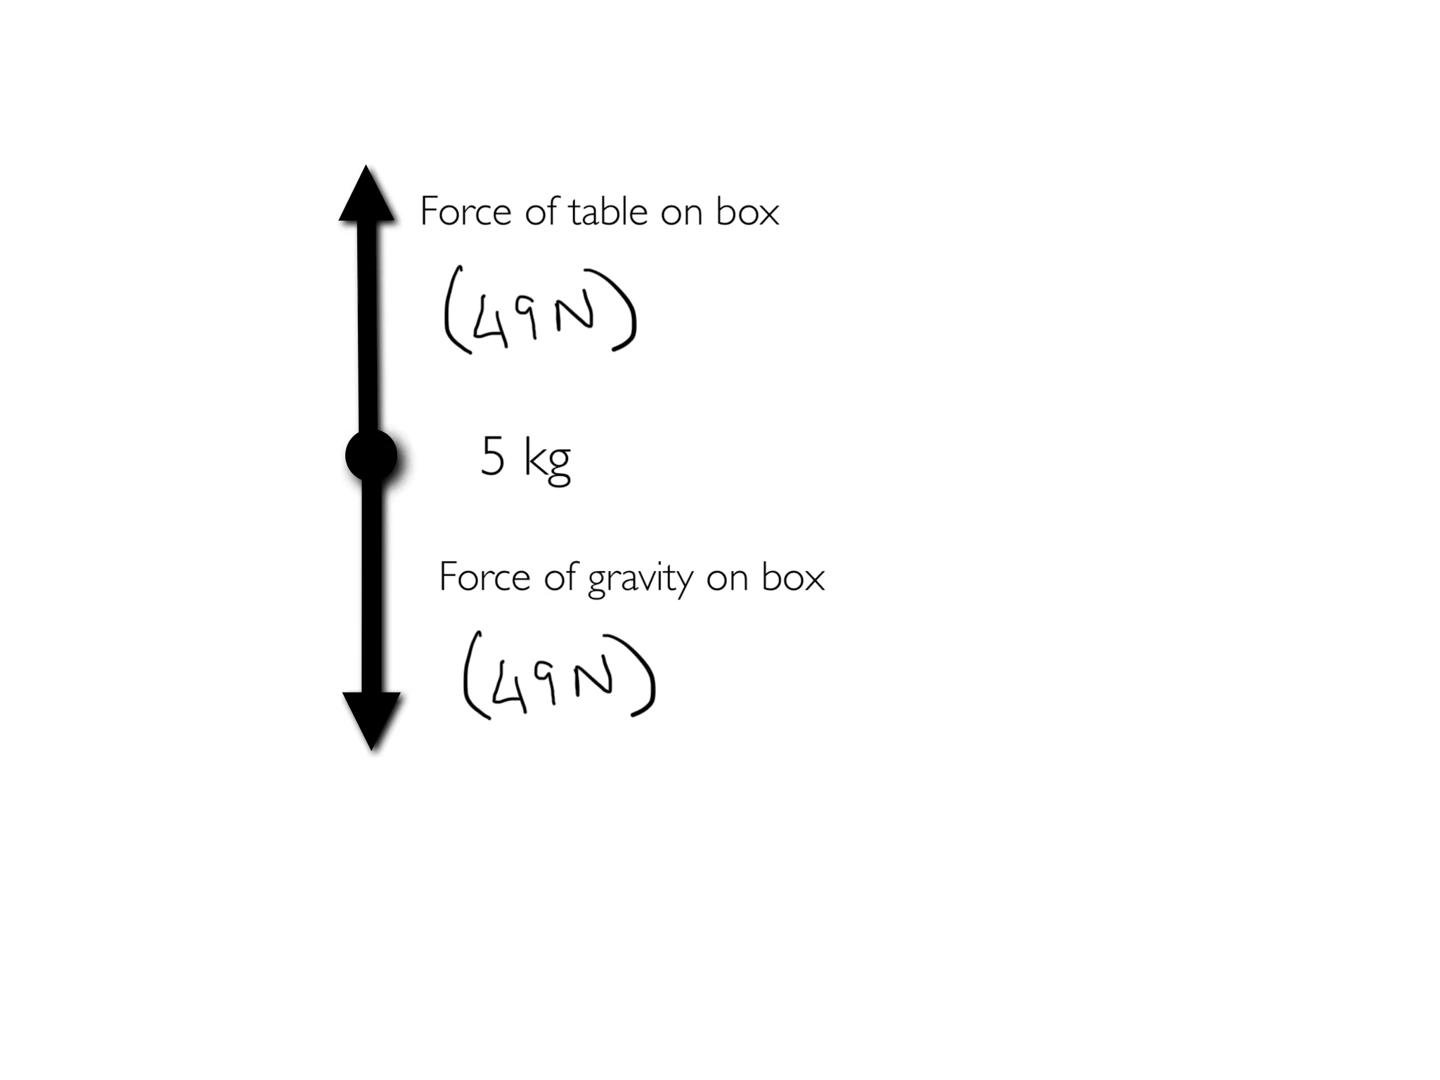 Force of table on box
(49N)
5 kg
Force of gravity on box
(49N)